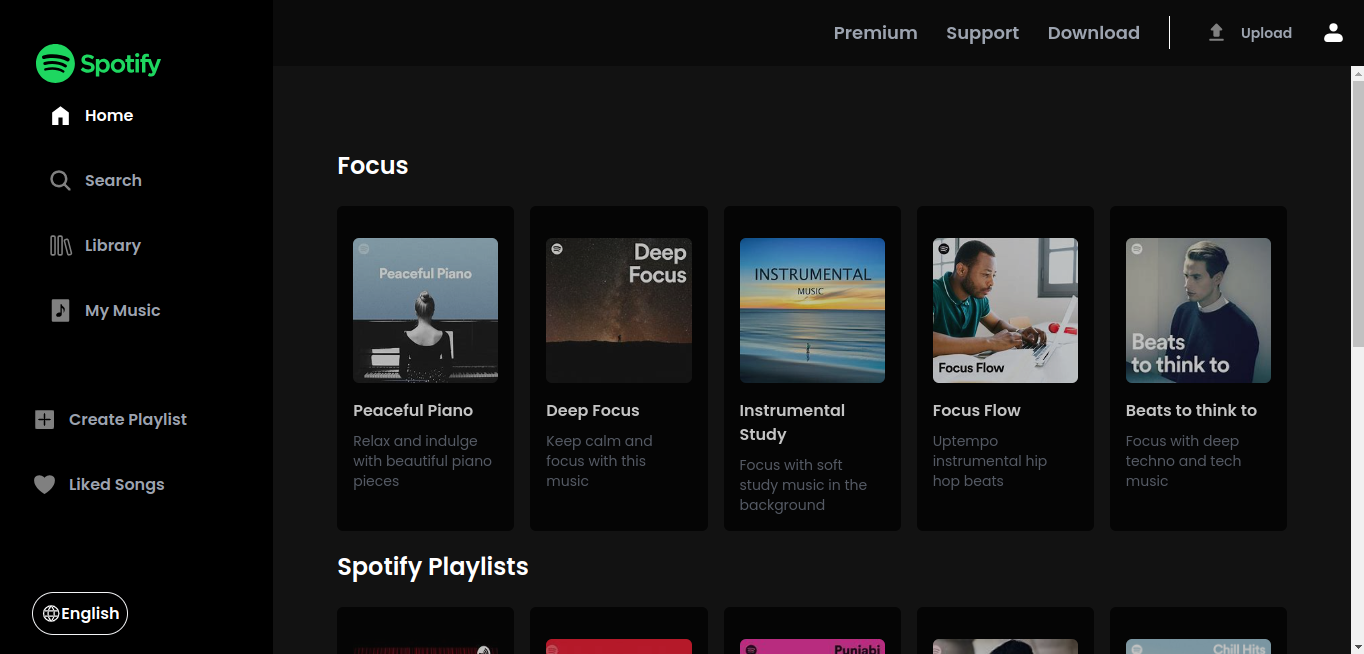 Premium Support Download Upload
Spotify
Home
Search
Library
My Music
Create Playlist
Liked Songs
English
Focus
Peaceful Piano
Peaceful Piano
Relax and indulge
with beautiful piano
pieces
Deep
Focus
Deep Focus
Keep calm and
focus with this
music
INSTRUMENTAL
MUSIC
Instrumental
Study
Focus with soft
study music in the
background
Focus Flow
Focus Flow
Uptempo
instrumental hip
hop beats
Beats
to think to
Beats to think to
Focus with deep
techno and tech
music
Spotify Playlists
Punjabi
Chill Hits